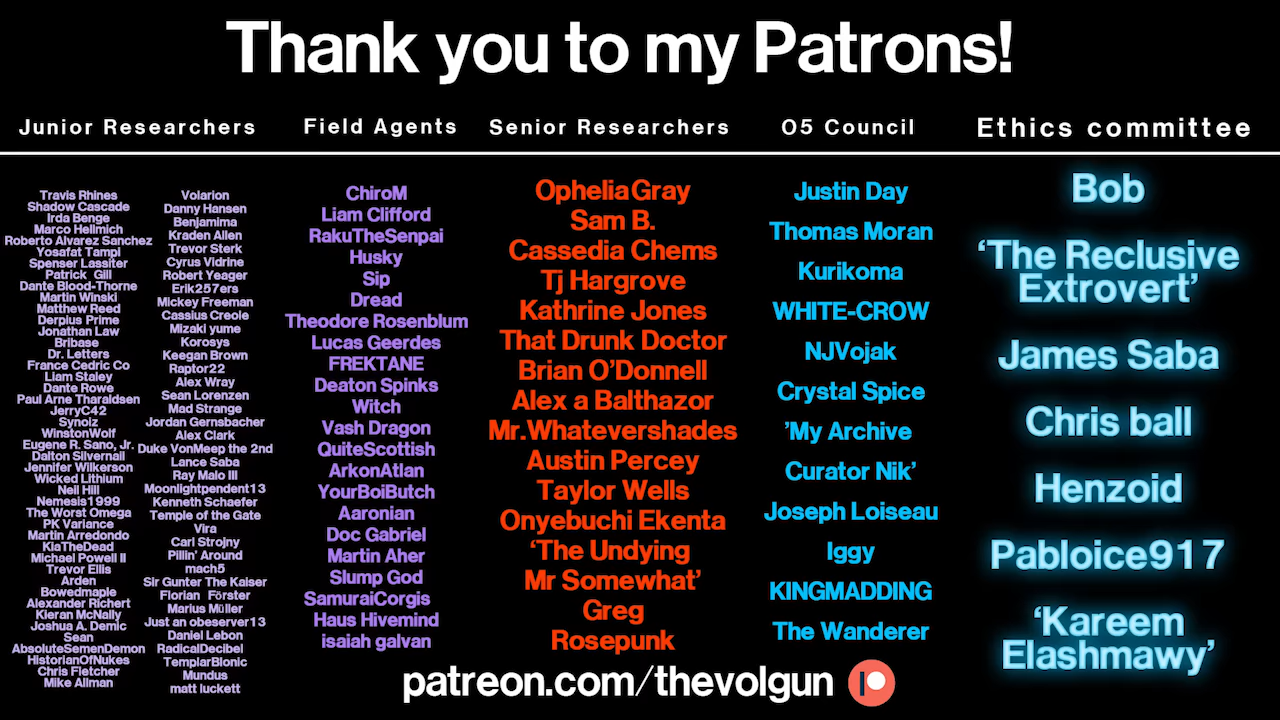 Thank you to my Patrons!
Junior Researchers
Field Agents
Senior Researchers
O5 Council
Ethics committee
Travis Rhines
Shadow Cascade
Irda Benge
Marco Hellmich
Roberto Alvarez Sanchez
Yosafat Tampi
Spenser Lassiter
Patrick Gill
Dante Blood-Thorne
Martin Winski
Matthew Reed
Derpius Prime
Jonathan Law
Bribase
Dr. Letters
France Cedric Co
Liam Staley
Dante Rowe
Paul Arne Tharaldsen
JerryC42
Synolz
WinstonWolf
Eugene R. Sano, Jr.
Dalton Silvernail
Jennifer Wilkerson
Wicked Lithium
Neil Hill
Nemesis1999
The Worst Omega
PK Variance
Martin Arredondo
KiaTheDead
Michael Powell II
Trevor Ellis
Arden
Bowedmaple
Alexander Richert
Kieran McNally
Joshua A. Demic
Sean
AbsoluteSemenDemon
HistorianOfNukes
Chris Fletcher
Mike Allman
Volarion
Danny Hansen
Benjamima
Kraden Allen
Trevor Sterk
Cyrus Vidrine
Robert Yeager
Erik257ers
Mickey Freeman
Cassius Creole
Mizaki yume
Korosys
Keegan Brown
Raptor22
Alex Wray
Sean Lorenzen
Mad Strange
Jordan Gernsbacher
Alex Clark
Duke VonMeep the 2nd
Lance Saba
Ray Malo III
Moonlightpendent13
Kenneth Schaefer
Temple of the Gate
Vira
Carl Strojny
Pillin' Around
mach5
Sir Gunter The Kaiser
Florian Förster
Marius Müller
Just an obeserver13
Daniel Lebon
RadicalDecibel
TemplarBionic
Mundus
matt luckett
ChiroM
Liam Clifford
RakuTheSenpai
Husky
Sip
Dread
Theodore Rosenblum
Lucas Geerdes
FREKTANE
Deaton Spinks
Witch
Vash Dragon
QuiteScottish
ArkonAtlan
YourBoiButch
Aaronian
Doc Gabriel
Martin Aher
Slump God
SamuraiCorgis
Haus Hivemind
isaiah galvan
Ophelia Gray
Sam B.
Cassedia Chems
Tj Hargrove
Kathrine Jones
That Drunk Doctor
Brian O’Donnell
Alex a Balthazor
Mr.Whatevershades
Austin Percey
Taylor Wells
Onyebuchi Ekenta
‘The Undying
Mr Somewhat’
Greg
Rosepunk
Justin Day
Thomas Moran
Kurikoma
WHITE-CROW
NJVojak
Crystal Spice
’My Archive
Curator Nik’
Joseph Loiseau
Iggy
KINGMADDING
The Wanderer
Bob
‘The Reclusive
Extrovert’
James Saba
Chris ball
Henzoid
Pabloice917
‘Kareem
Elashmawy’
patreon.com/thevolgun